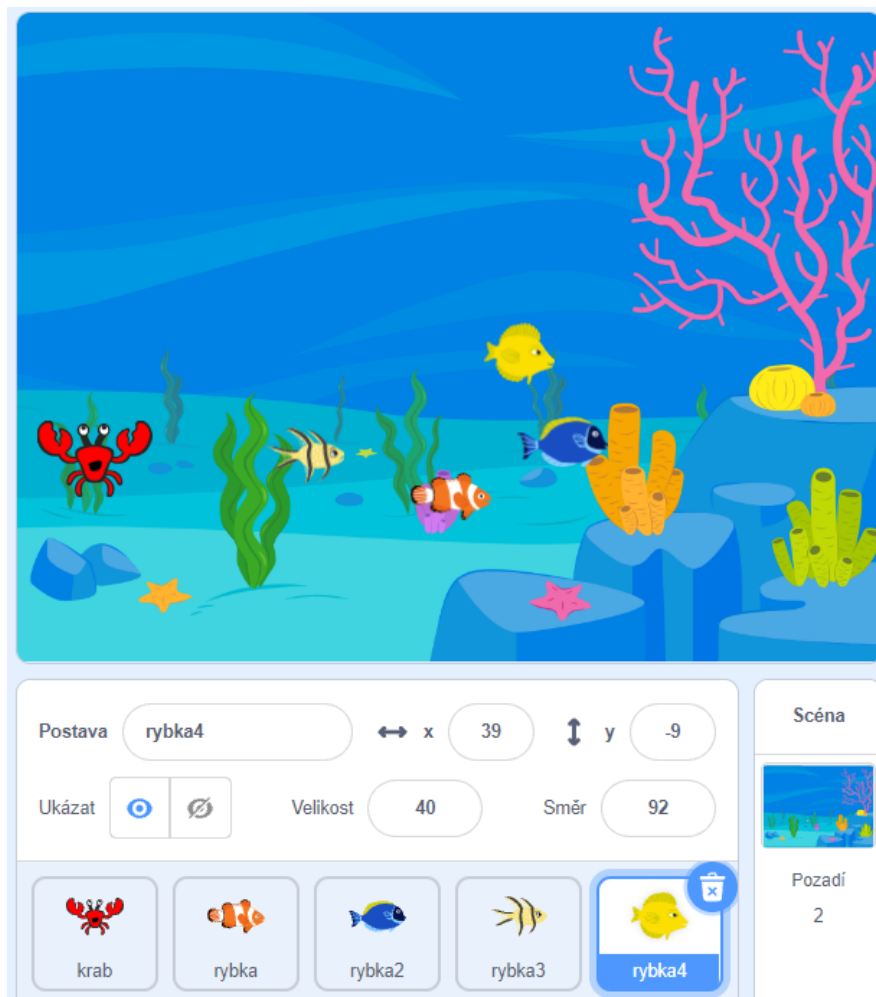 Postava rybka4 x 39 y -9
Ukázat Velikost 40 Směr 92
krab rybka rybka2 rybka3 rybka4
Scéna
Pozadí
2